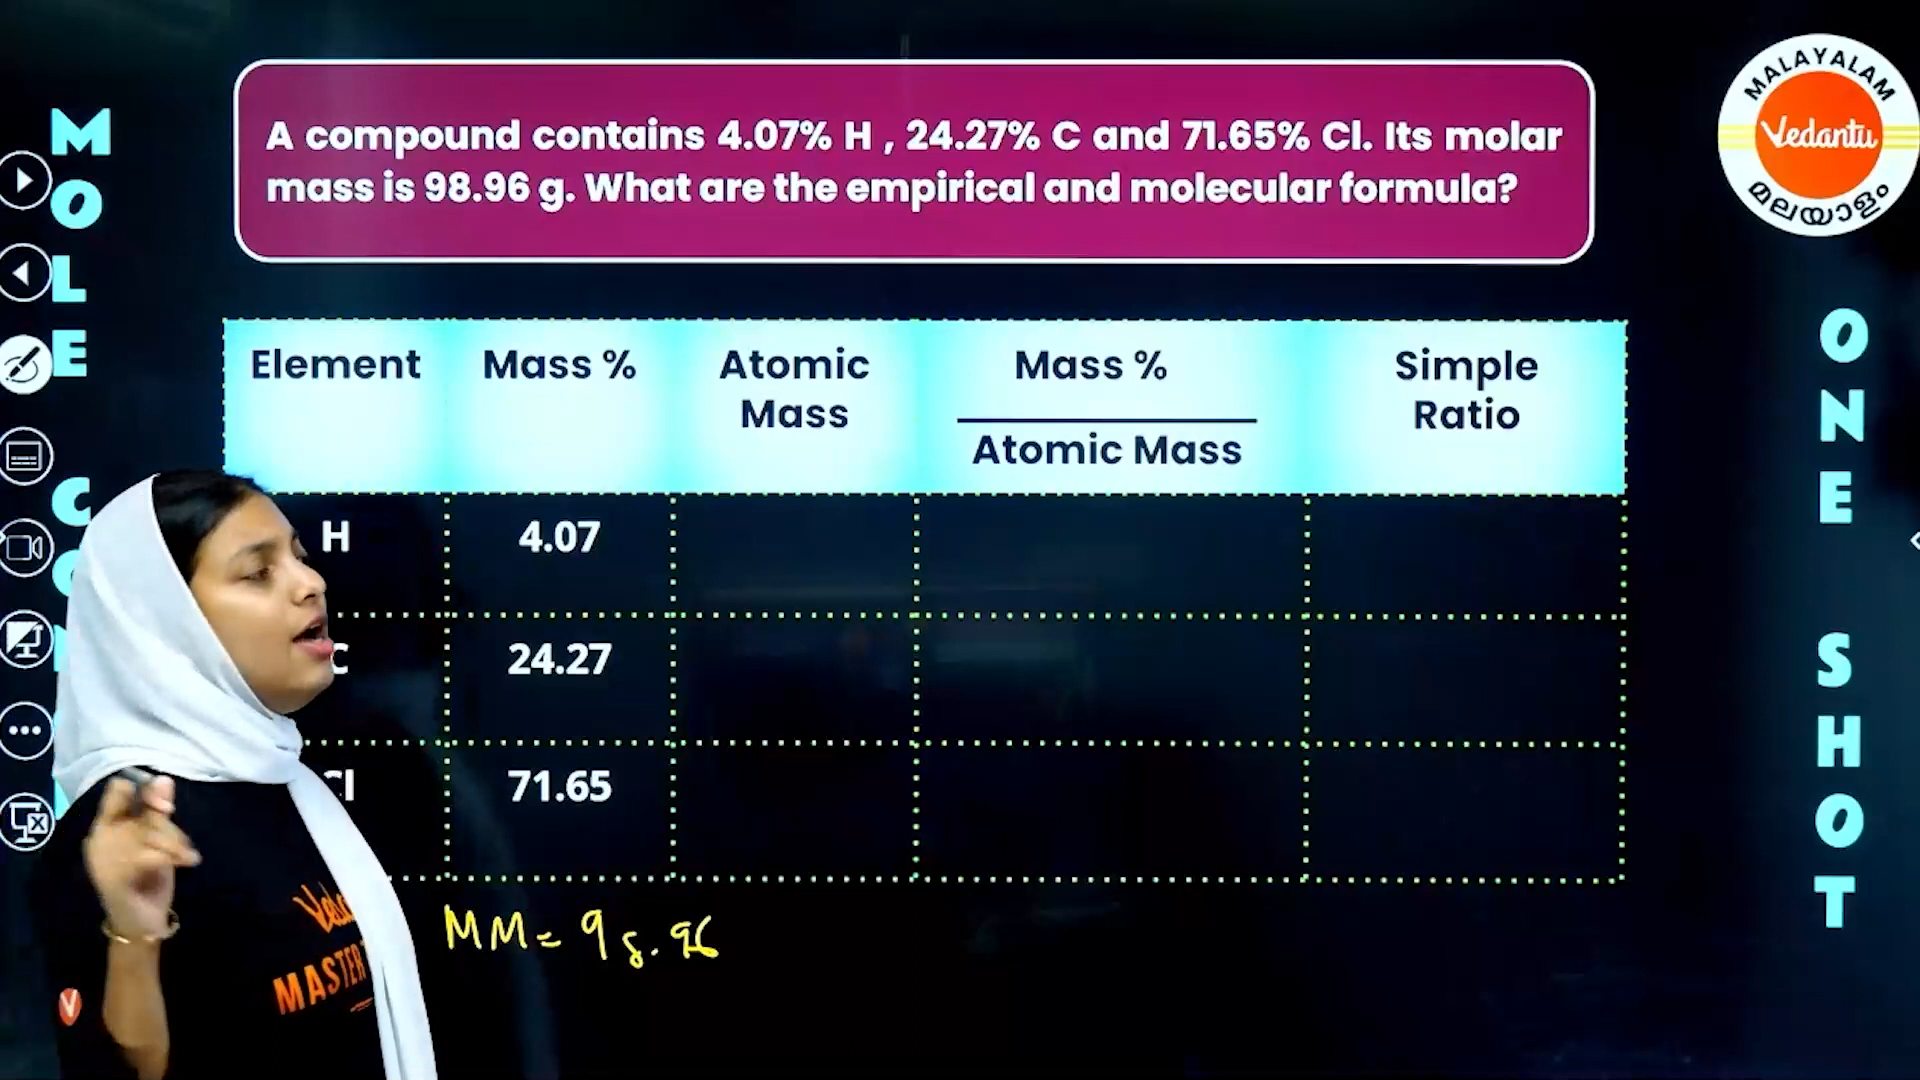 A compound contains 4.07% H , 24.27% C and 71.65% Cl. Its molar
mass is 98.96 g. What are the empirical and molecular formula?
MALAYALAM
Vedantu
മലയാളം
MOLE
ONE SHOT
Element Mass % Atomic Mass Mass % Atomic Mass Simple Ratio
H 4.07
C 24.27
Cl 71.65
MM = 98.96
MASTER
V